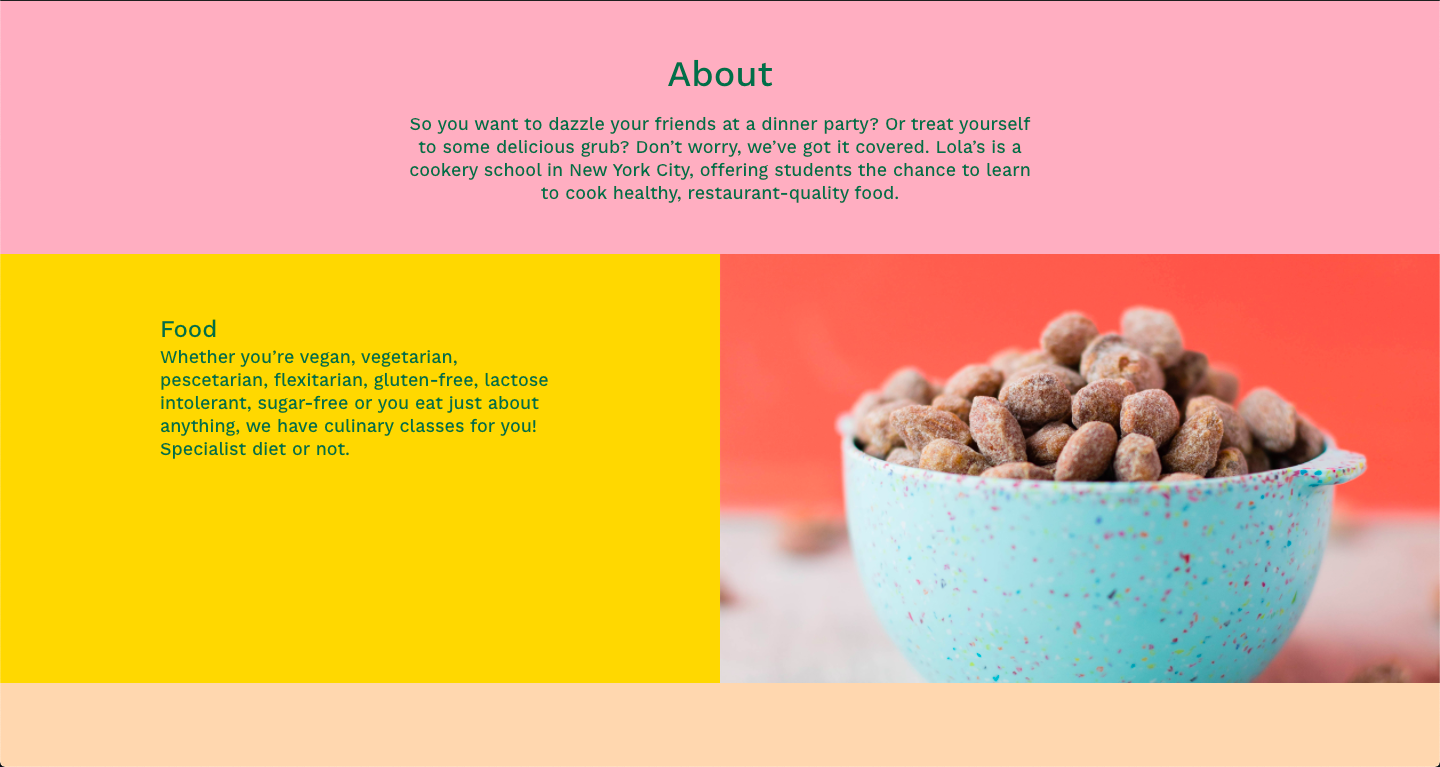 About
So you want to dazzle your friends at a dinner party? Or treat yourself
to some delicious grub? Don’t worry, we’ve got it covered. Lola’s is a
cookery school in New York City, offering students the chance to learn
to cook healthy, restaurant-quality food.
Food
Whether you’re vegan, vegetarian,
pescetarian, flexitarian, gluten-free, lactose
intolerant, sugar-free or you eat just about
anything, we have culinary classes for you!
Specialist diet or not.